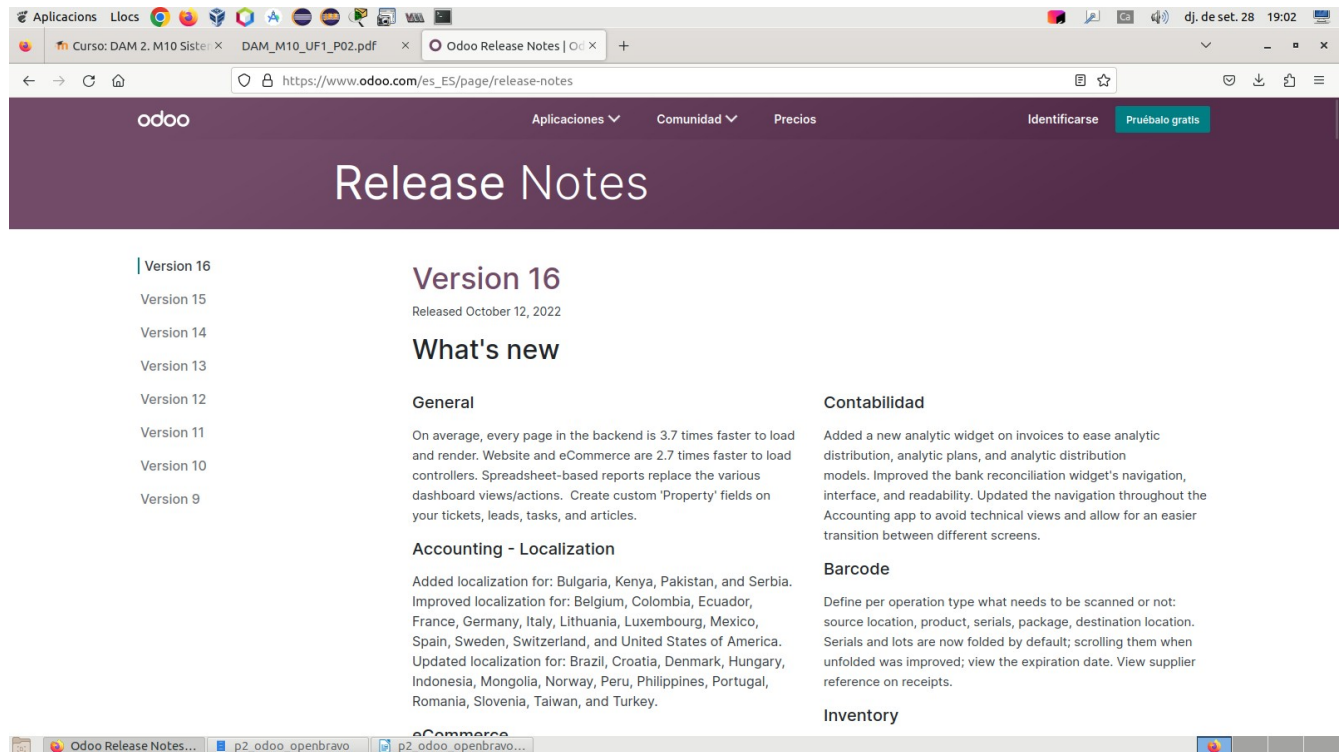 Aplicacions Llocs Ca dj. de set. 28 19:02
Curso: DAM 2. M10 Sister DAM_M10_UF1_P02.pdf Odoo Release Notes | Od
https://www.odoo.com/es_ES/page/release-notes
odoo Aplicaciones Comunidad Precios Identificarse Pruébalo gratis
Release Notes
Version 16
Version 15
Version 14
Version 13
Version 12
Version 11
Version 10
Version 9
Version 16
Released October 12, 2022
What's new
General
On average, every page in the backend is 3.7 times faster to load
and render. Website and eCommerce are 2.7 times faster to load
controllers. Spreadsheet-based reports replace the various
dashboard views/actions. Create custom 'Property' fields on
your tickets, leads, tasks, and articles.
Accounting - Localization
Added localization for: Bulgaria, Kenya, Pakistan, and Serbia.
Improved localization for: Belgium, Colombia, Ecuador,
France, Germany, Italy, Lithuania, Luxembourg, Mexico,
Spain, Sweden, Switzerland, and United States of America.
Updated localization for: Brazil, Croatia, Denmark, Hungary,
Indonesia, Mongolia, Norway, Peru, Philippines, Portugal,
Romania, Slovenia, Taiwan, and Turkey.
eCommerce
Contabilidad
Added a new analytic widget on invoices to ease analytic
distribution, analytic plans, and analytic distribution
models. Improved the bank reconciliation widget's navigation,
interface, and readability. Updated the navigation throughout the
Accounting app to avoid technical views and allow for an easier
transition between different screens.
Barcode
Define per operation type what needs to be scanned or not:
source location, product, serials, package, destination location.
Serials and lots are now folded by default; scrolling them when
unfolded was improved; view the expiration date. View supplier
reference on receipts.
Inventory
Odoo Release Notes... p2_odoo_openbravo p2_odoo_openbravo...